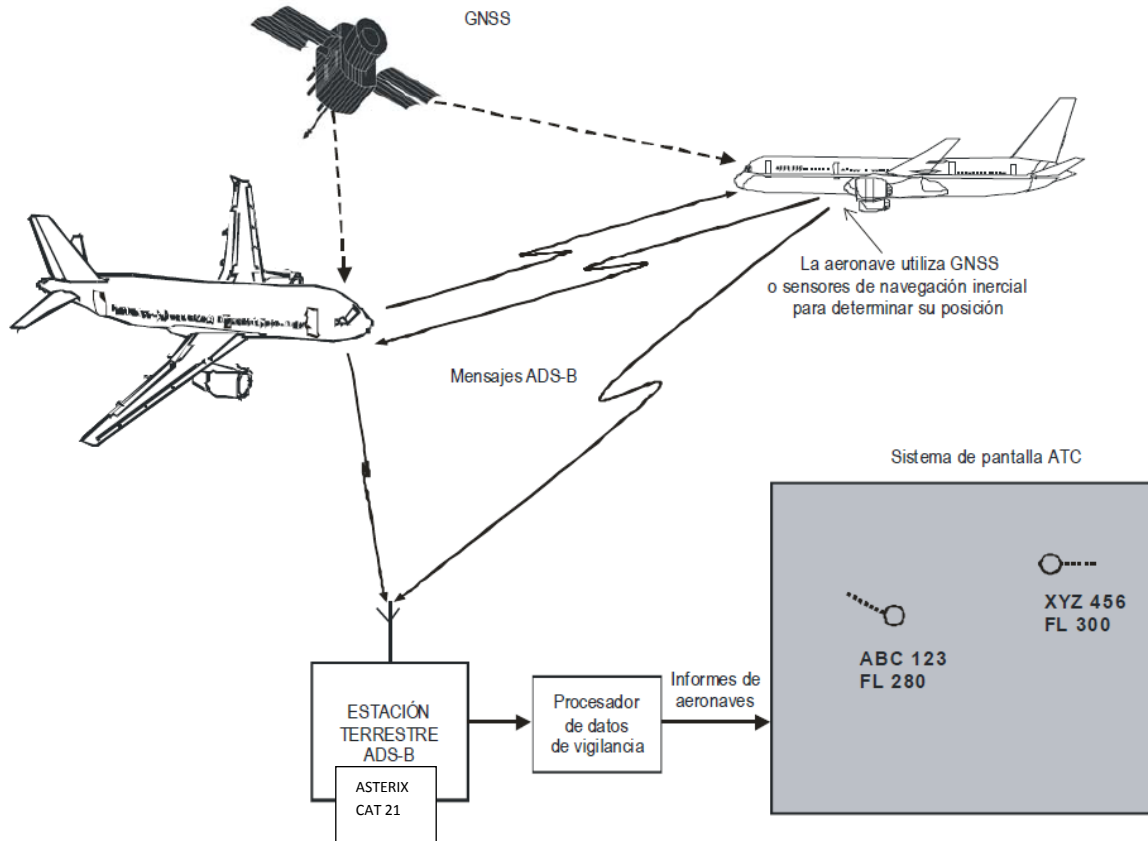 GNSS
La aeronave utiliza GNSS
o sensores de navegación inercial
para determinar su posición
Mensajes ADS-B
Sistema de pantalla ATC
XYZ 456
FL 300
ABC 123
FL 280
Informes de
aeronaves
ESTACIÓN
TERRESTRE
ADS-B
Procesador
de datos
de vigilancia
ASTERIX
CAT 21